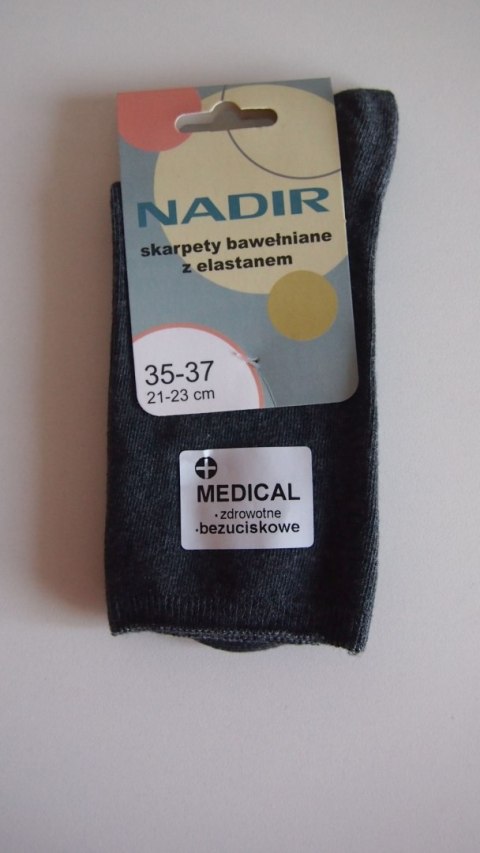 NADIR
skarpety bawełniane
z elastanem
35-37
21-23 cm
MEDICAL
·zdrowotne
·bezuciskowe